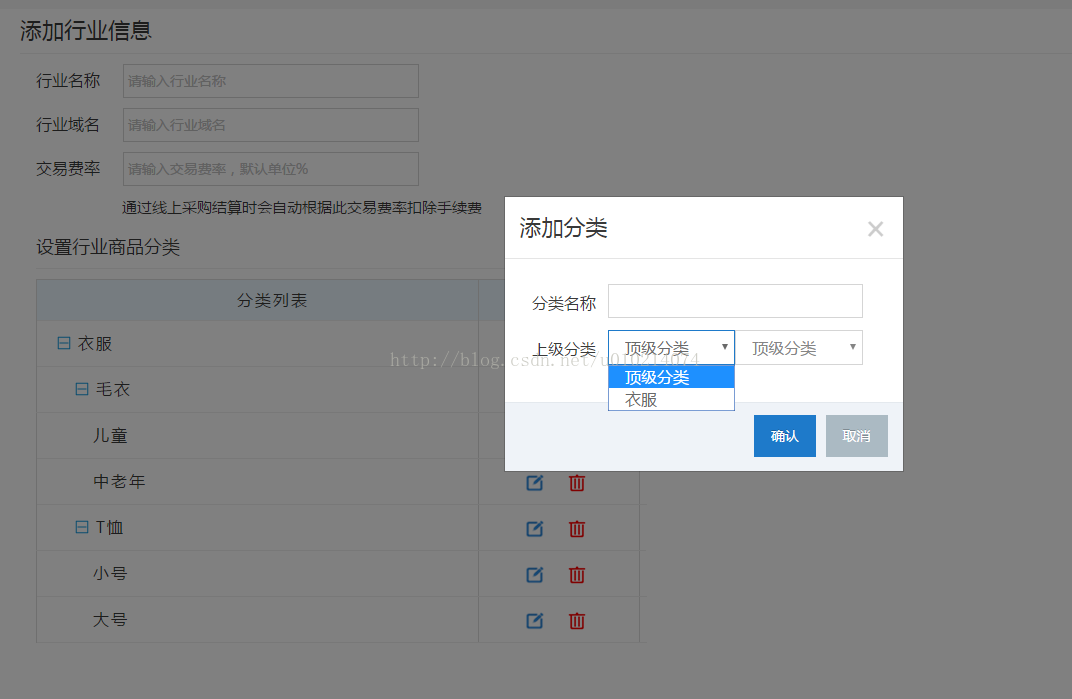 添加行业信息
行业名称 请输入行业名称
行业域名 请输入行业域名
交易费率 请输入交易费率，默认单位%
通过线上采购结算时会自动根据此交易费率扣除手续费
设置行业商品分类
分类列表
衣服
毛衣
儿童
中老年
T恤
小号
大号
添加分类 ×
分类名称
上级分类 顶级分类 顶级分类
顶级分类
衣服
确认 取消
http://blog.csdn.net/u010214074